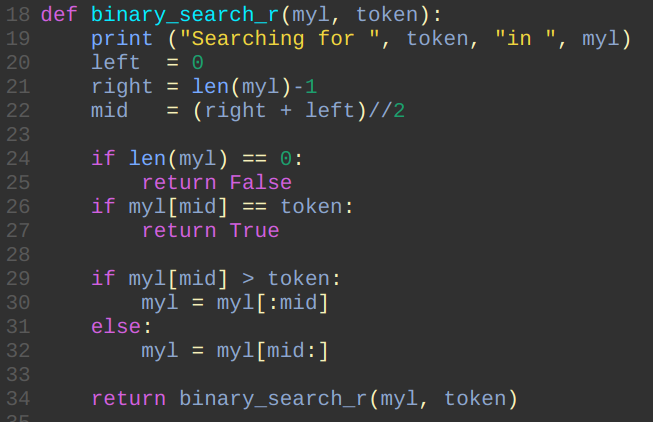 18 def binary_search_r(myl, token):
19     print ("Searching for ", token, "in ", myl)
20     left  = 0
21     right = len(myl)-1
22     mid   = (right + left)//2
23
24     if len(myl) == 0:
25         return False
26     if myl[mid] == token:
27         return True
28
29     if myl[mid] > token:
30         myl = myl[:mid]
31     else:
32         myl = myl[mid:]
33
34     return binary_search_r(myl, token)